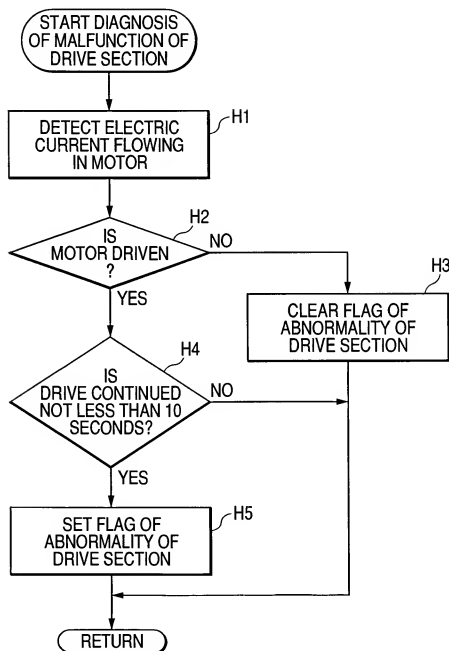 START DIAGNOSIS
OF MALFUNCTION OF
DRIVE SECTION
DETECT ELECTRIC
CURRENT FLOWING
IN MOTOR
H1
IS
MOTOR DRIVEN
?
H2
NO
YES
CLEAR FLAG OF
ABNORMALITY OF
DRIVE SECTION
H3
IS
DRIVE CONTINUED
NOT LESS THAN 10
SECONDS?
H4
NO
YES
SET FLAG OF
ABNORMALITY OF
DRIVE SECTION
H5
RETURN